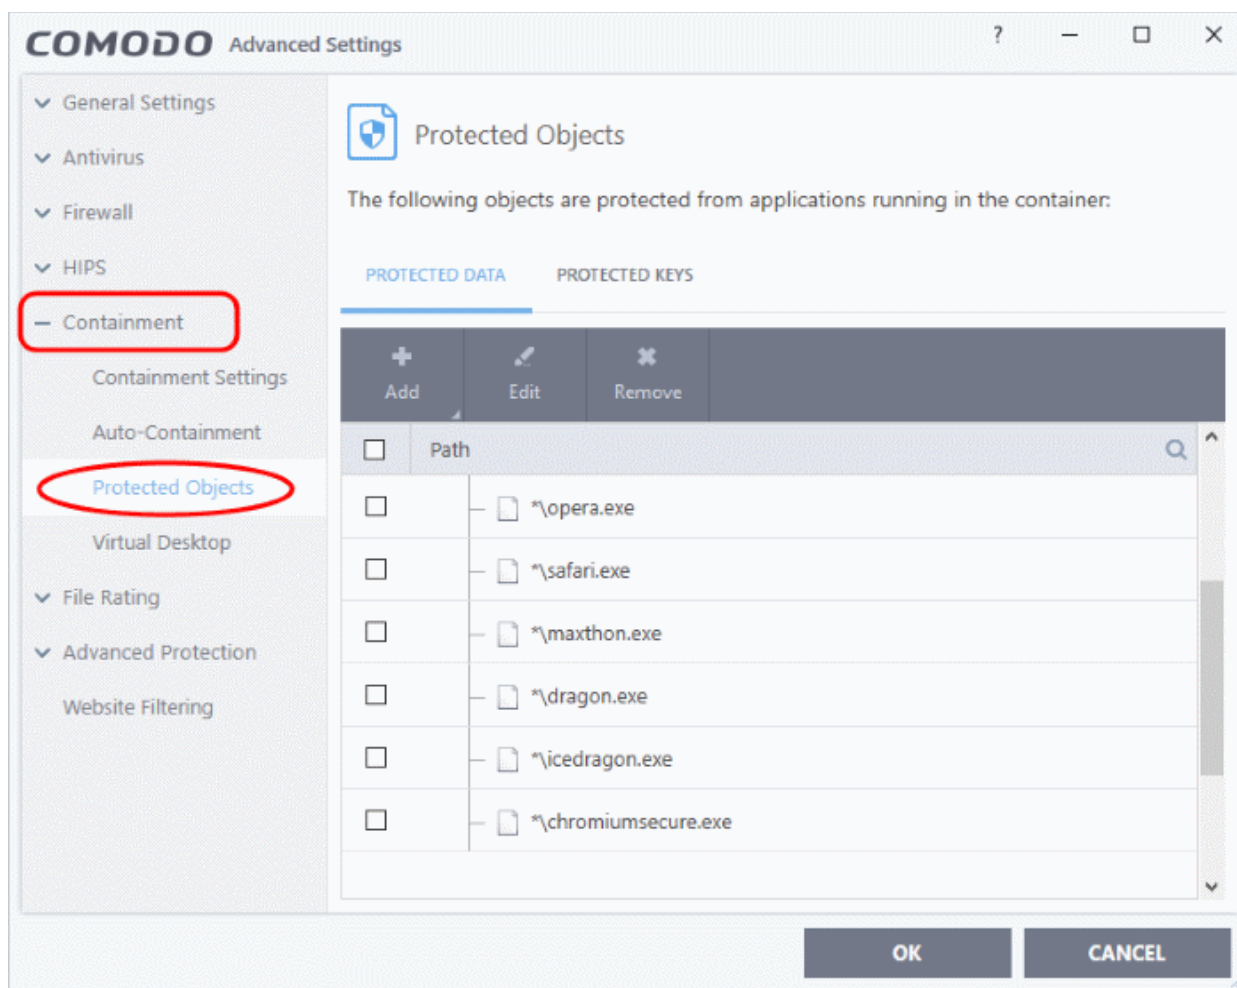 COMODO Advanced Settings ?
General Settings
Antivirus
Firewall
HIPS
Containment
Containment Settings
Auto-Containment
Protected Objects
Virtual Desktop
File Rating
Advanced Protection
Website Filtering
Protected Objects
The following objects are protected from applications running in the container:
PROTECTED DATA PROTECTED KEYS
Add Edit Remove
Path
*\opera.exe
*\safari.exe
*\maxthon.exe
*\dragon.exe
*\icedragon.exe
*\chromiumsecure.exe
OK CANCEL